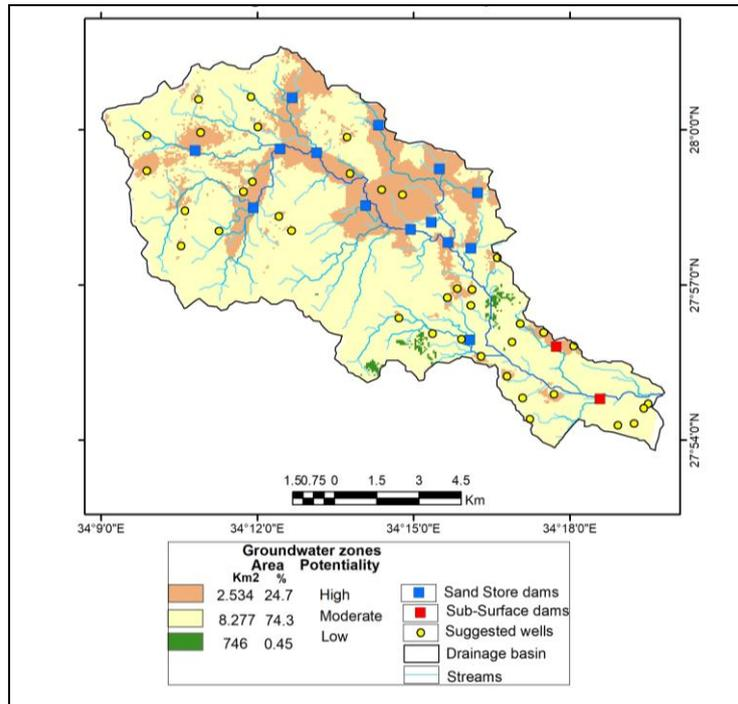 28°0'0"N
27°57'0"N
27°54'0"N
1.50.75 0 1.5 3 4.5
Km
34°9'0"E 34°12'0"E 34°15'0"E 34°18'0"E
Groundwater zones
Area Potentiality
Km2 %
2.534 24.7 High
8.277 74.3 Moderate
746 0.45 Low
Sand Store dams
Sub-Surface dams
Suggested wells
Drainage basin
Streams